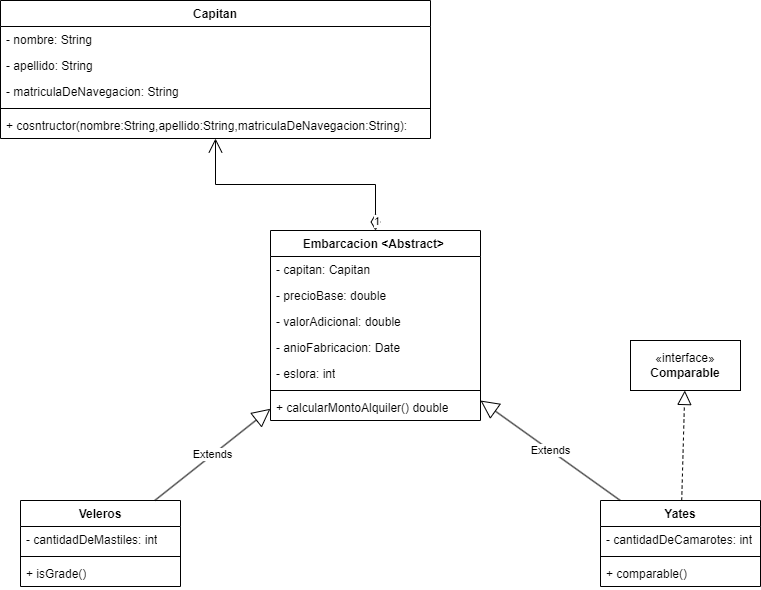 Capitan
- nombre: String
- apellido: String
- matriculaDeNavegacion: String
+ cosntructor(nombre:String,apellido:String,matriculaDeNavegacion:String):
1
Embarcacion <Abstract>
- capitan: Capitan
- precioBase: double
- valorAdicional: double
- anioFabricacion: Date
- eslora: int
+ calcularMontoAlquiler() double
«interface»
Comparable
Extends
Extends
Veleros
- cantidadDeMastiles: int
+ isGrade()
Yates
- cantidadDeCamarotes: int
+ comparable()